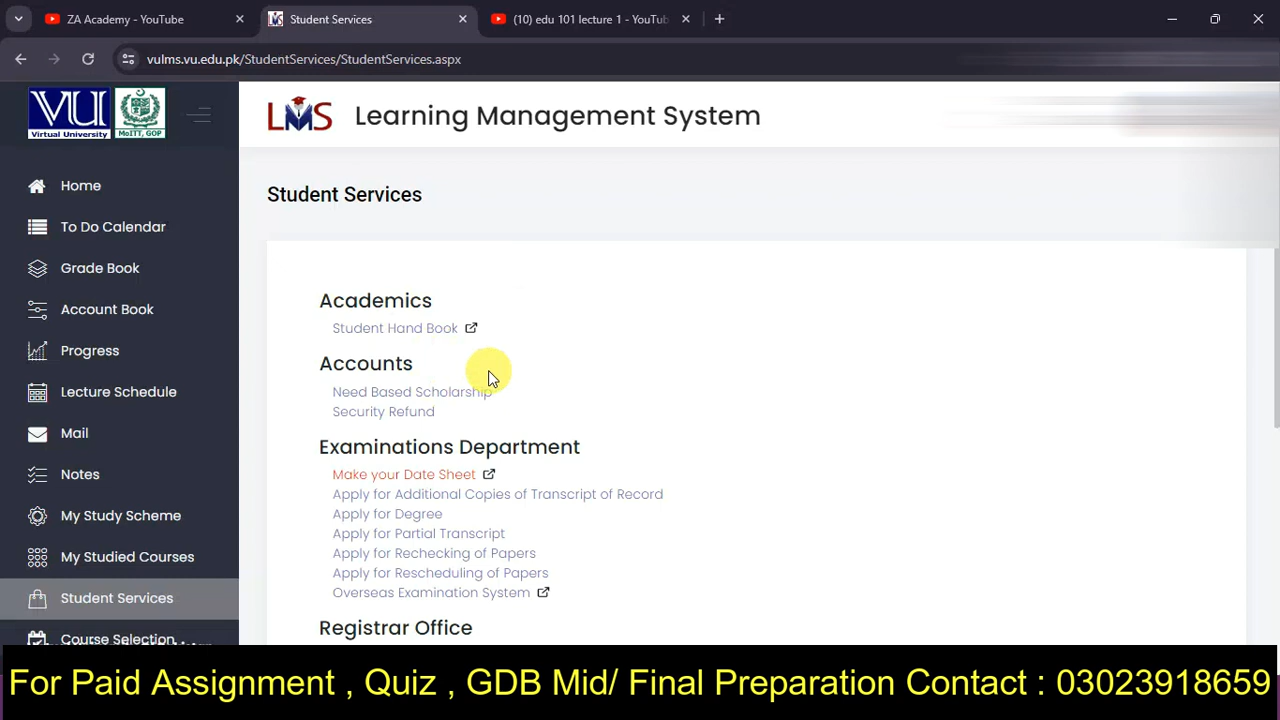 ZA Academy - YouTube
Student Services
(10) edu 101 lecture 1 - YouTub
vulms.vu.edu.pk/StudentServices/StudentServices.aspx
VU
Virtual University
MoITT, GOP
LMS
Learning Management System
Home
To Do Calendar
Grade Book
Account Book
Progress
Lecture Schedule
Mail
Notes
My Study Scheme
My Studied Courses
Student Services
Course Selection
Student Services
Academics
Student Hand Book
Accounts
Need Based Scholarship
Security Refund
Examinations Department
Make your Date Sheet
Apply for Additional Copies of Transcript of Record
Apply for Degree
Apply for Partial Transcript
Apply for Rechecking of Papers
Apply for Rescheduling of Papers
Overseas Examination System
Registrar Office
For Paid Assignment , Quiz , GDB Mid/ Final Preparation Contact : 03023918659